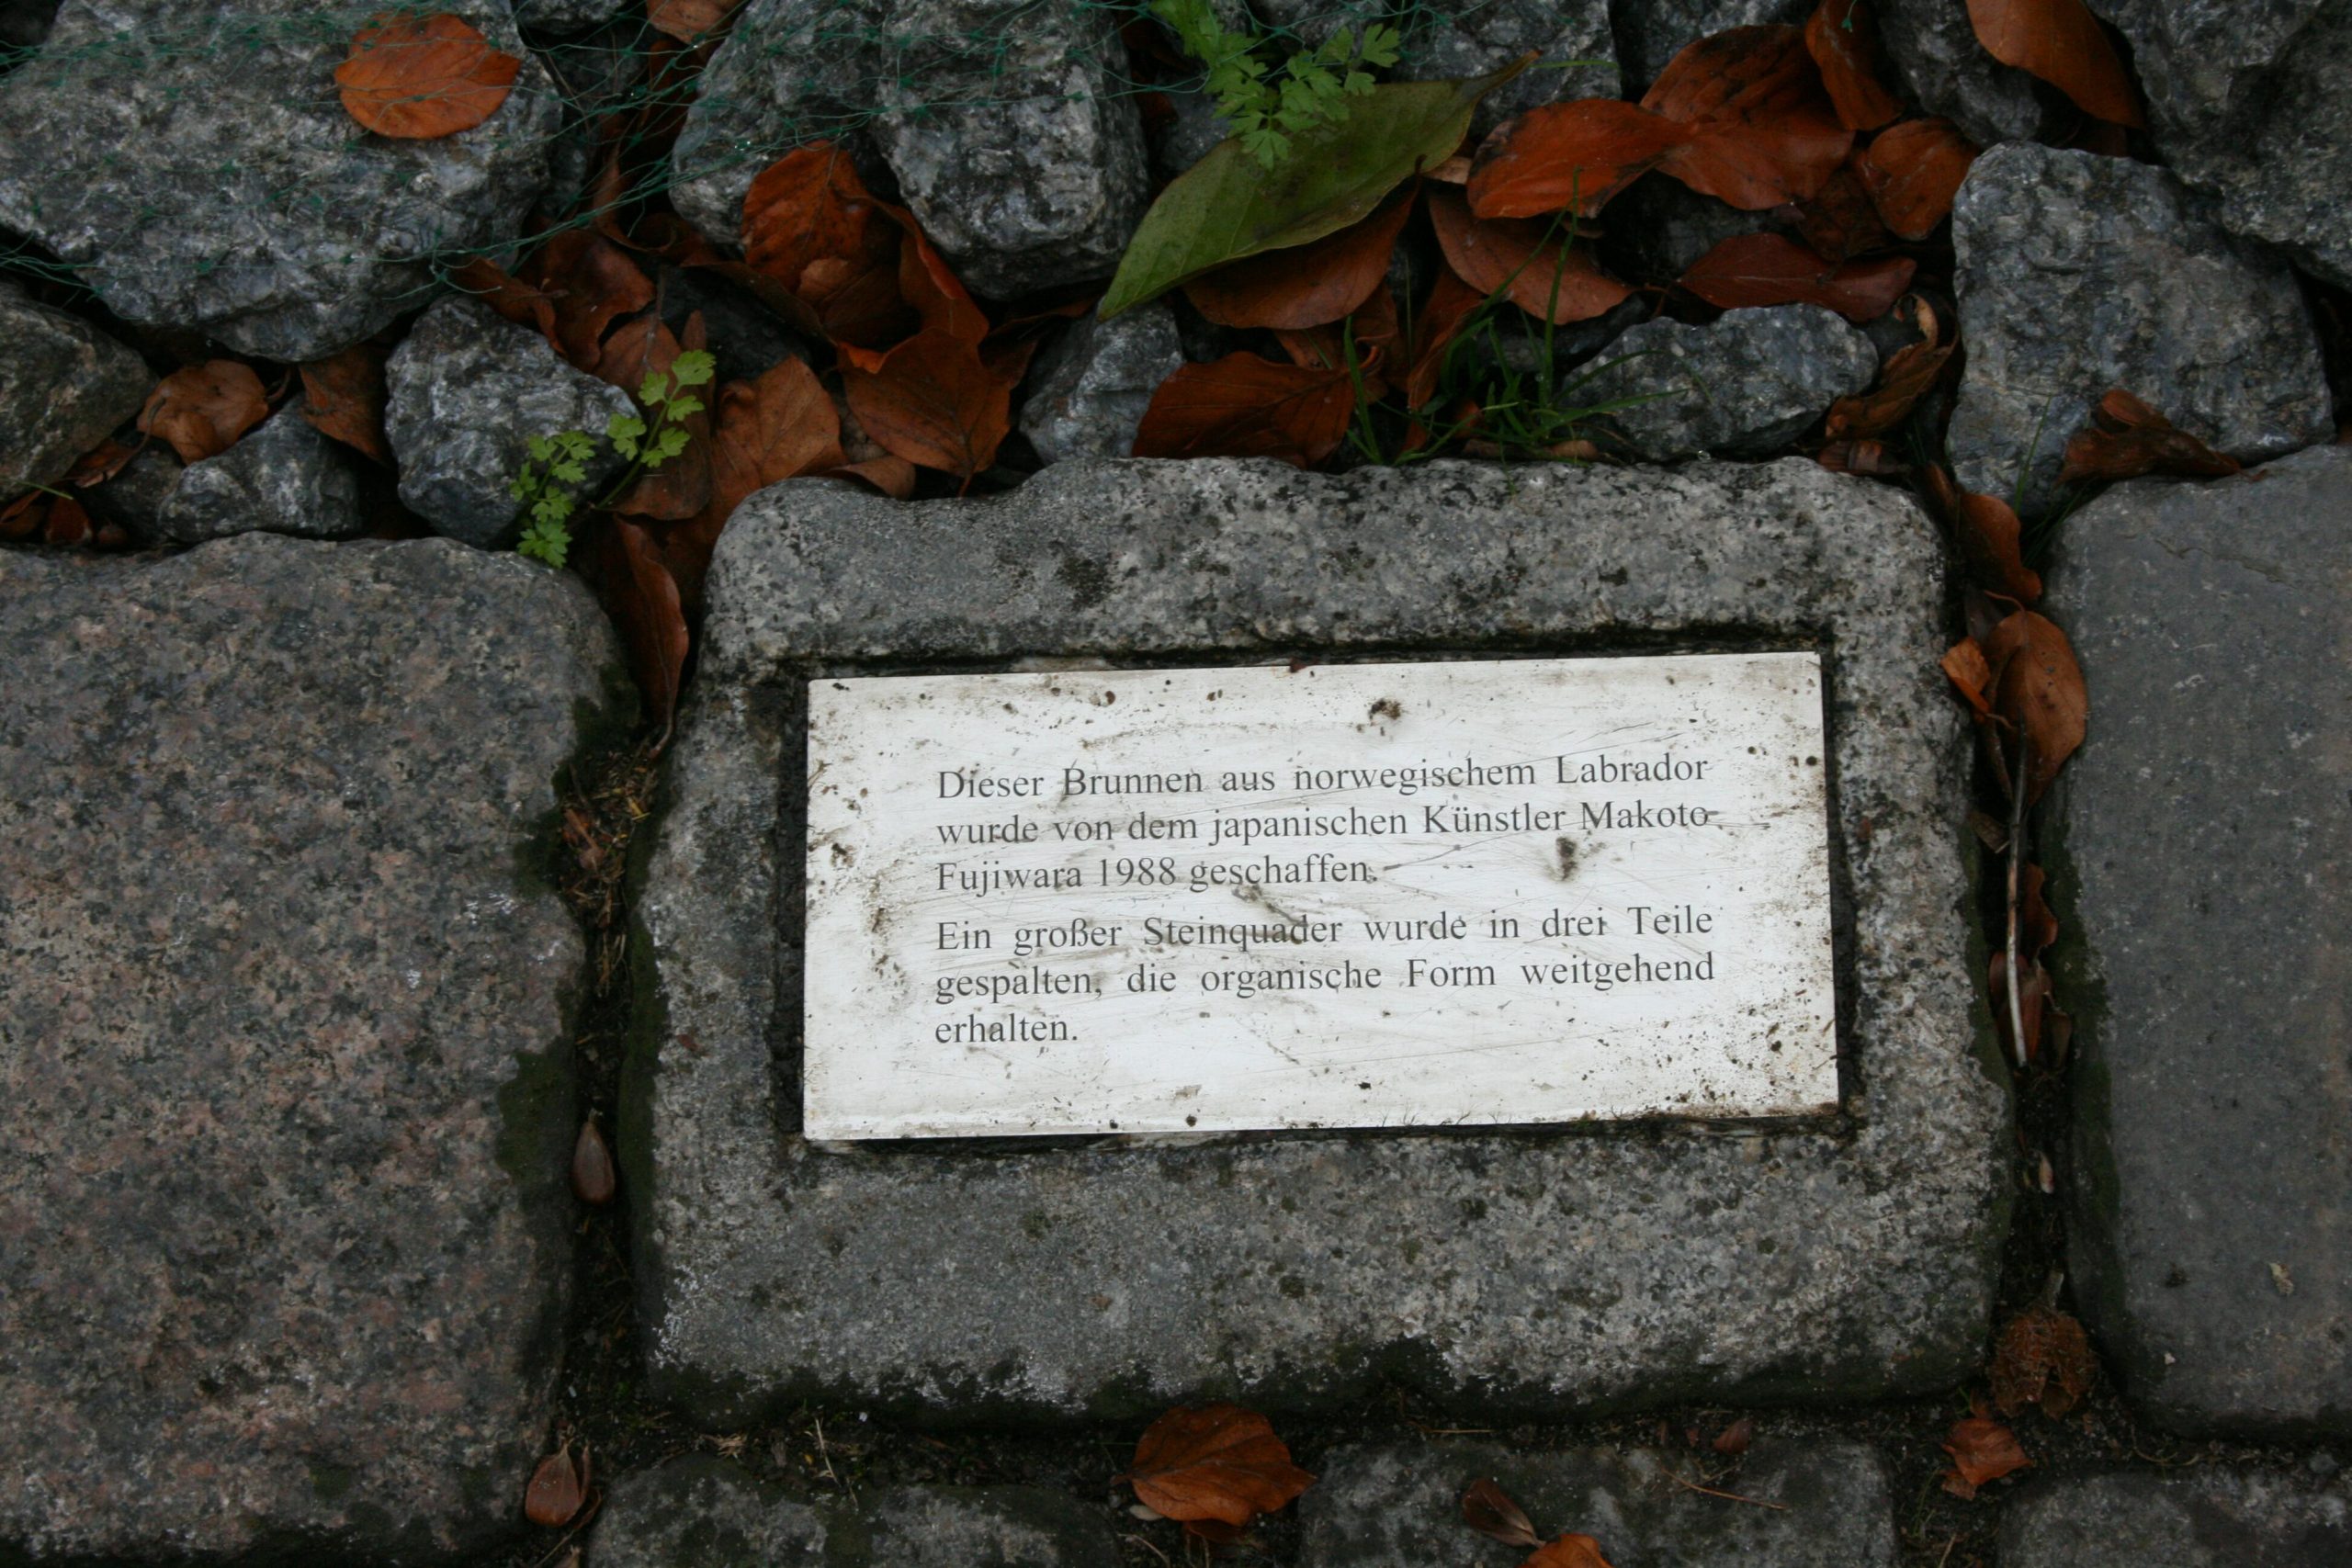 Dieser Brunnen aus norwegischem Labrador
wurde von dem japanischen Künstler Makoto
Fujiwara 1988 geschaffen.
Ein großer Steinquader wurde in drei Teile
gespalten, die organische Form weitgehend
erhalten.